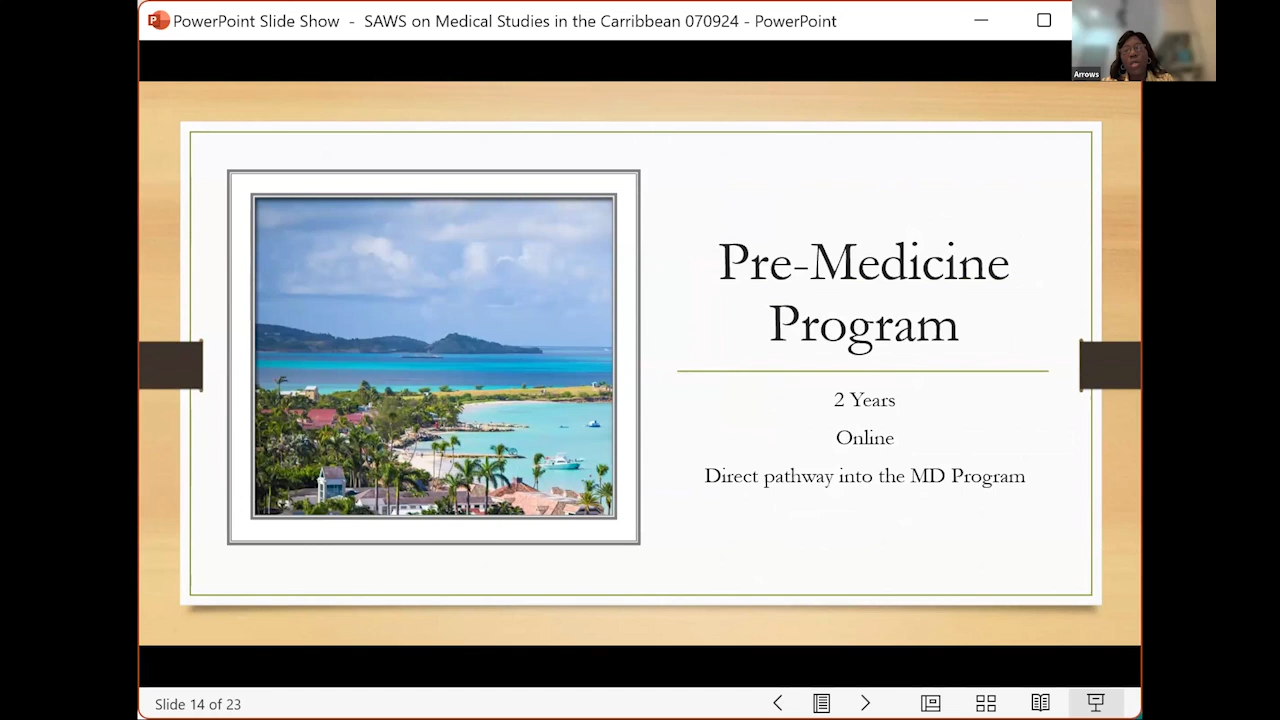 PowerPoint Slide Show - SAWS on Medical Studies in the Carribbean 070924 - PowerPoint
Arrows
Pre-Medicine
Program
2 Years
Online
Direct pathway into the MD Program
Slide 14 of 23